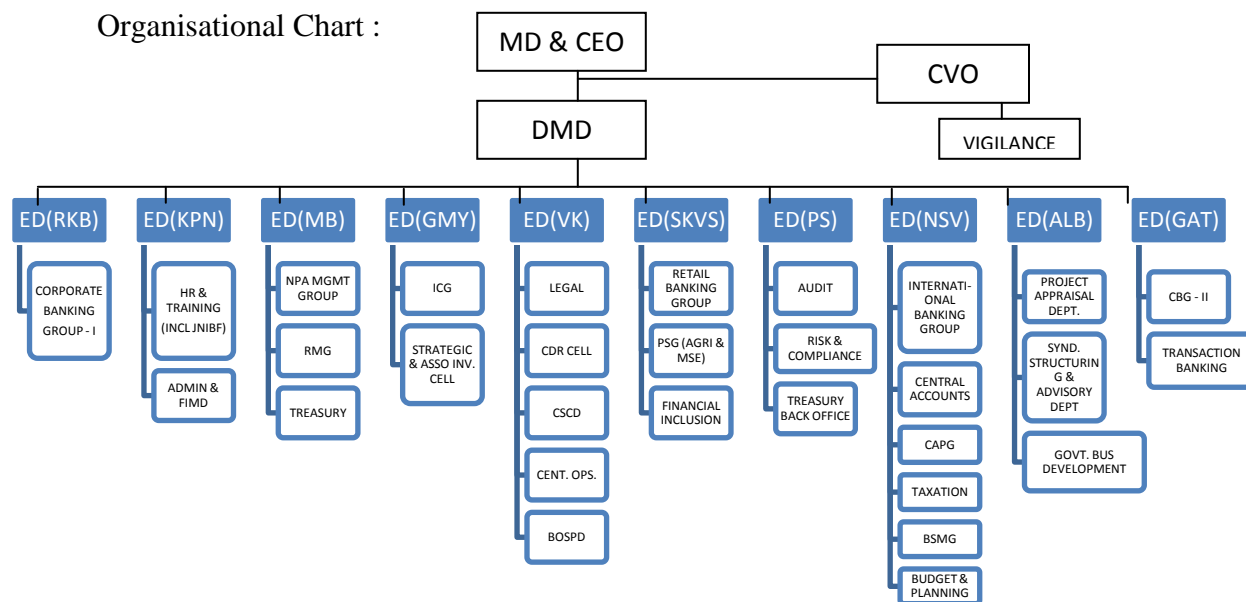 Organisational Chart :
MD & CEO
CVO
DMD
VIGILANCE
ED(RKB)
CORPORATE
BANKING
GROUP - I
ED(KPN)
HR &
TRAINING
(INCL JNIBF)
ADMIN &
FIMD
ED(MB)
NPA MGMT
GROUP
RMG
TREASURY
ED(GMY)
ICG
STRATEGIC
& ASSO INV.
CELL
ED(VK)
LEGAL
CDR CELL
CSCD
CENT. OPS.
BOSPD
ED(SKVS)
RETAIL
BANKING
GROUP
PSG (AGRI &
MSE)
FINANCIAL
INCLUSION
ED(PS)
AUDIT
RISK &
COMPLIANCE
TREASURY
BACK OFFICE
ED(NSV)
INTERNATI-
ONAL
BANKING
GROUP
CENTRAL
ACCOUNTS
CAPG
TAXATION
BSMG
BUDGET &
PLANNING
ED(ALB)
PROJECT
APPRAISAL
DEPT.
SYND.
STRUCTURIN
G &
ADVISORY
DEPT
GOVT. BUS
DEVELOPMENT
ED(GAT)
CBG - II
TRANSACTION
BANKING